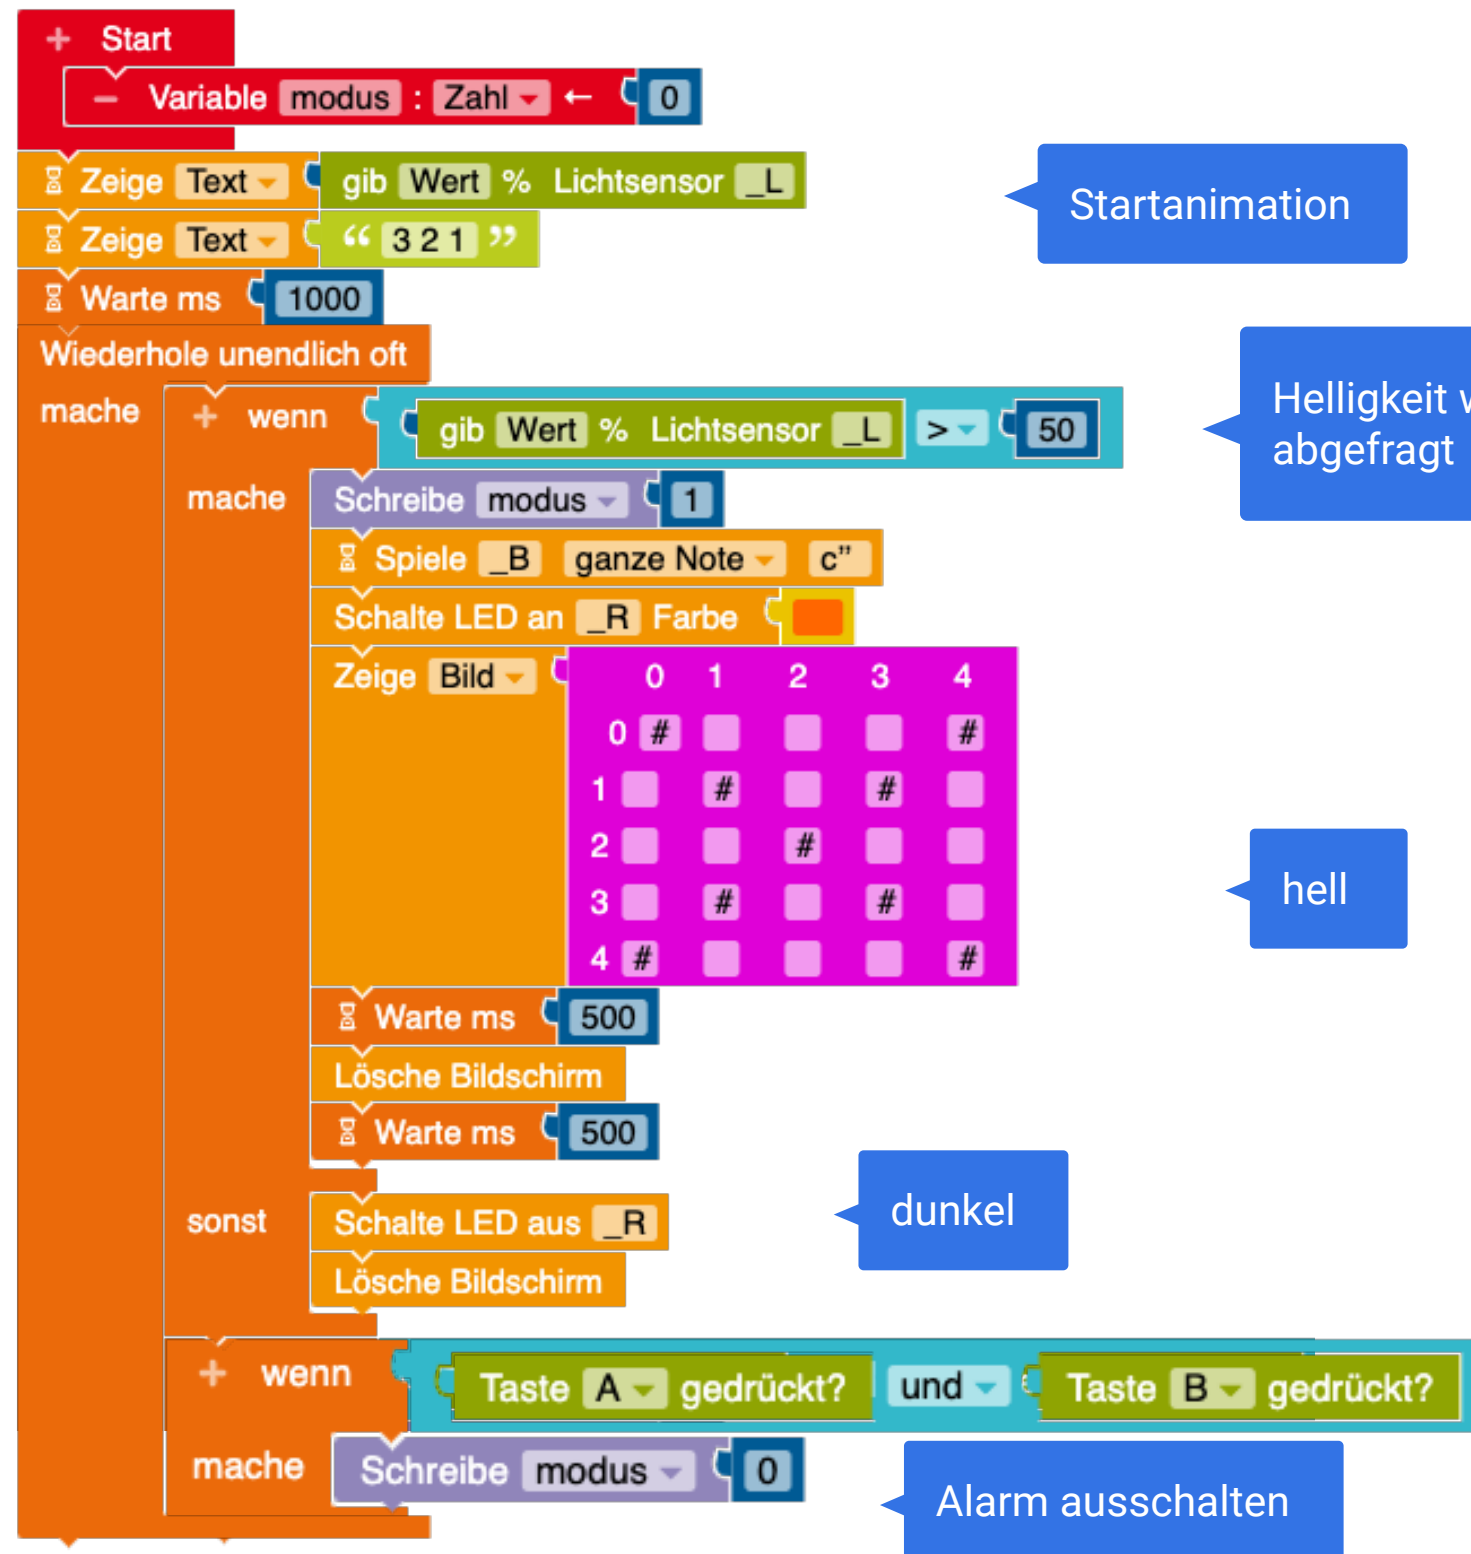 + Start
− Variable modus : Zahl ← 0
Zeige Text gib Wert % Lichtsensor _L
Startanimation
Zeige Text “ 3 2 1 ”
Warte ms 1000
Wiederhole unendlich oft
mache + wenn gib Wert % Lichtsensor _L > 50
Helligkeit
abgefragt
mache Schreibe modus 1
Spiele _B ganze Note c”
Schalte LED an _R Farbe
Zeige Bild 0 1 2 3 4
0 # #
1 # #
2 #
3 # #
4 # #
hell
Warte ms 500
Lösche Bildschirm
Warte ms 500
sonst Schalte LED aus _R
dunkel
Lösche Bildschirm
+ wenn Taste A gedrückt? und Taste B gedrückt?
mache Schreibe modus 0
Alarm ausschalten